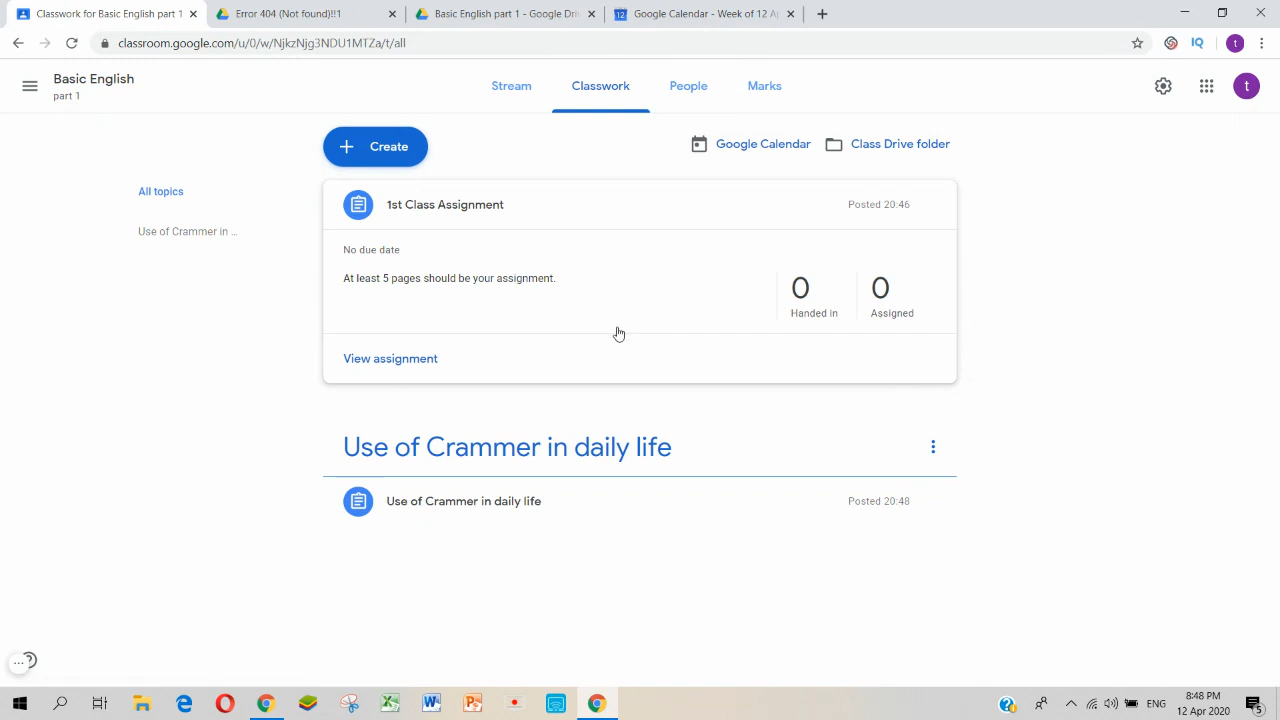 Classroom for Basic English part 1
Error 404 (Not found)!!1
Basic English part 1 - Google Dri
Google Calendar - Week of 12 Ap
classroom.google.com/u/0/w/NjkzNjg3NDU1MTZa/t/all
t
Basic English
part 1
Stream
Classwork
People
Marks
t
Create
Google Calendar
Class Drive folder
All topics
Use of Crammer in ...
1st Class Assignment
Posted 20:46
No due date
At least 5 pages should be your assignment.
0
Handed in
0
Assigned
View assignment
Use of Crammer in daily life
Use of Crammer in daily life
Posted 20:48
ENG
8:48 PM
12 Apr 2020
5